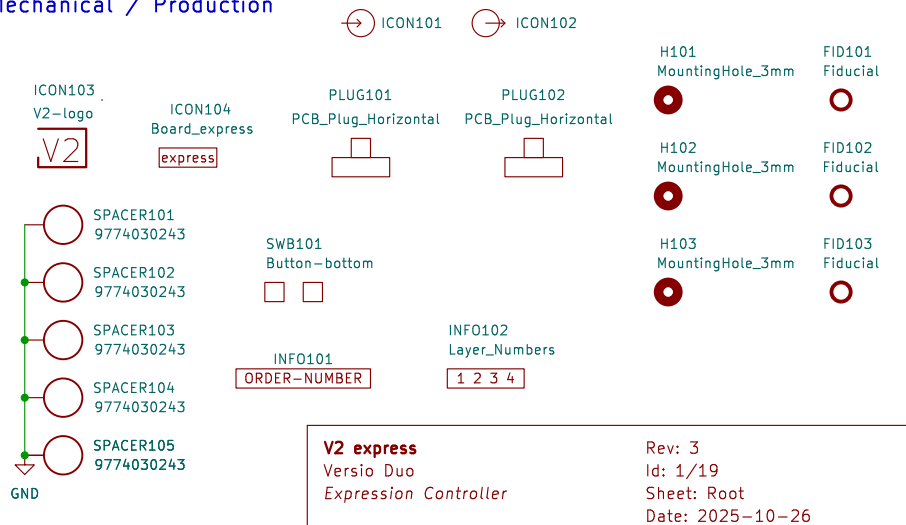 Mechanical / Production
ICON101
ICON102
H101
MountingHole_3mm
FID101
Fiducial
ICON103
V2-logo
V2
ICON104
Board_express
express
PLUG101
PCB_Plug_Horizontal
PLUG102
PCB_Plug_Horizontal
H102
MountingHole_3mm
FID102
Fiducial
SPACER101
9774030243
SPACER102
9774030243
SPACER103
9774030243
SPACER104
9774030243
SPACER105
9774030243
GND
SWB101
Button-bottom
H103
MountingHole_3mm
FID103
Fiducial
INFO101
ORDER-NUMBER
INFO102
Layer_Numbers
1 2 3 4
V2 express
Versio Duo
Expression Controller
Rev: 3
Id: 1/19
Sheet: Root
Date: 2025-10-26